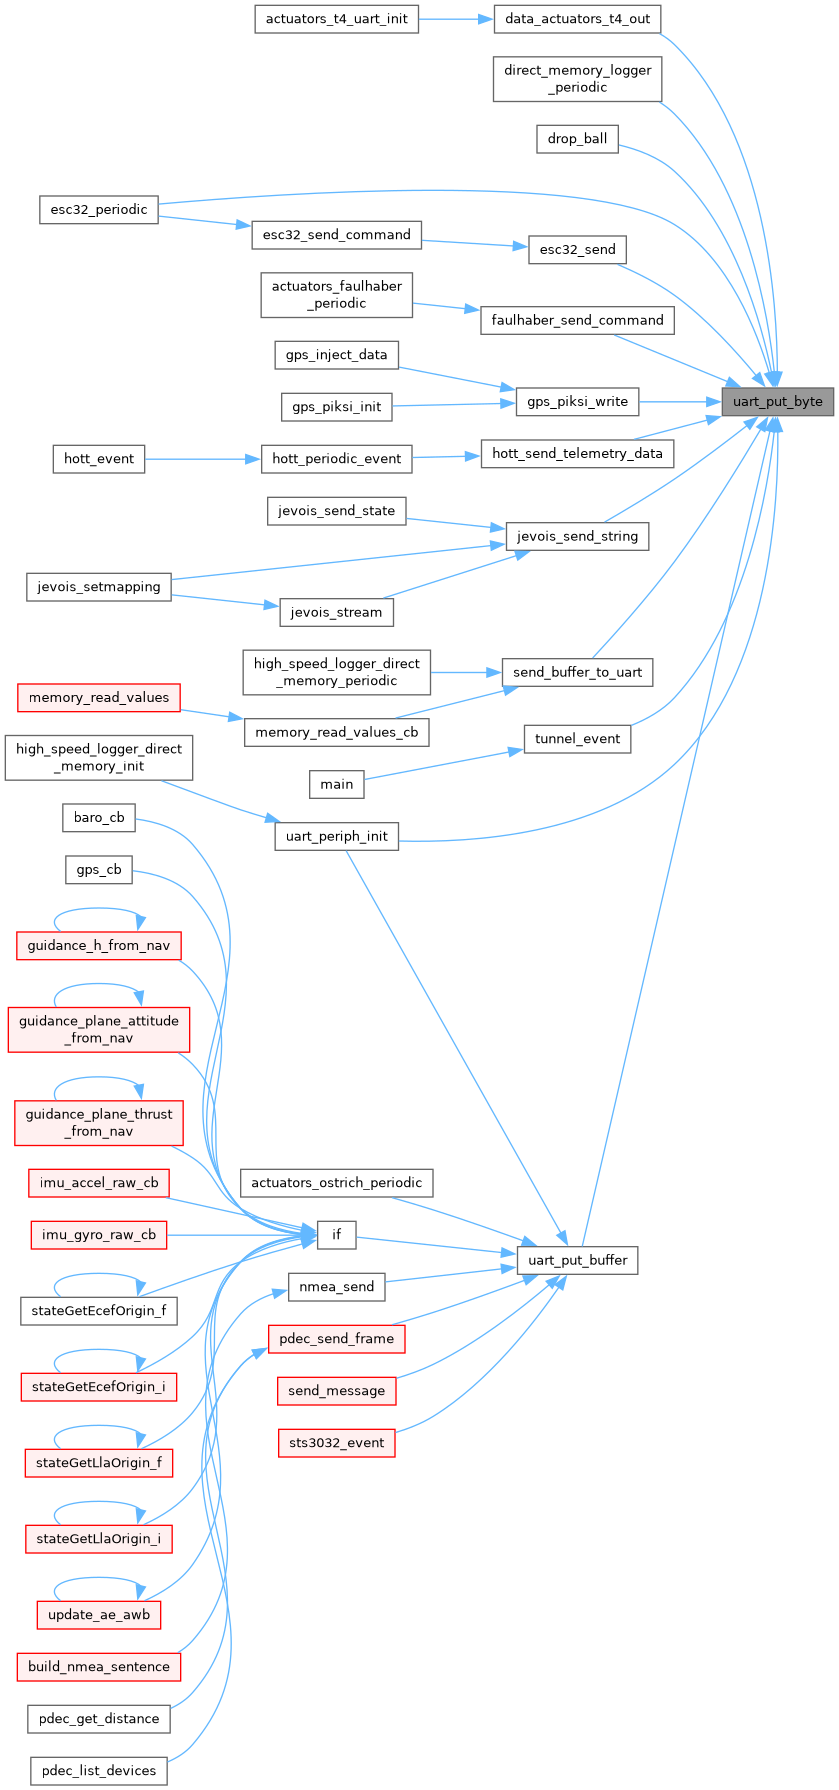 actuators_t4_uart_init
data_actuators_t4_out
direct_memory_logger
_periodic
drop_ball
esc32_periodic
esc32_send_command
esc32_send
actuators_faulhaber
_periodic
faulhaber_send_command
gps_inject_data
gps_piksi_init
gps_piksi_write
uart_put_byte
hott_event
hott_periodic_event
hott_send_telemetry_data
jevois_send_state
jevois_send_string
jevois_setmapping
jevois_stream
high_speed_logger_direct
_memory_periodic
send_buffer_to_uart
memory_read_values
memory_read_values_cb
tunnel_event
high_speed_logger_direct
_memory_init
main
baro_cb
uart_periph_init
gps_cb
guidance_h_from_nav
guidance_plane_attitude
_from_nav
guidance_plane_thrust
_from_nav
imu_accel_raw_cb
actuators_ostrich_periodic
imu_gyro_raw_cb
if
uart_put_buffer
nmea_send
stateGetEcefOrigin_f
pdec_send_frame
stateGetEcefOrigin_i
send_message
sts3032_event
stateGetLlaOrigin_f
stateGetLlaOrigin_i
update_ae_awb
build_nmea_sentence
pdec_get_distance
pdec_list_devices